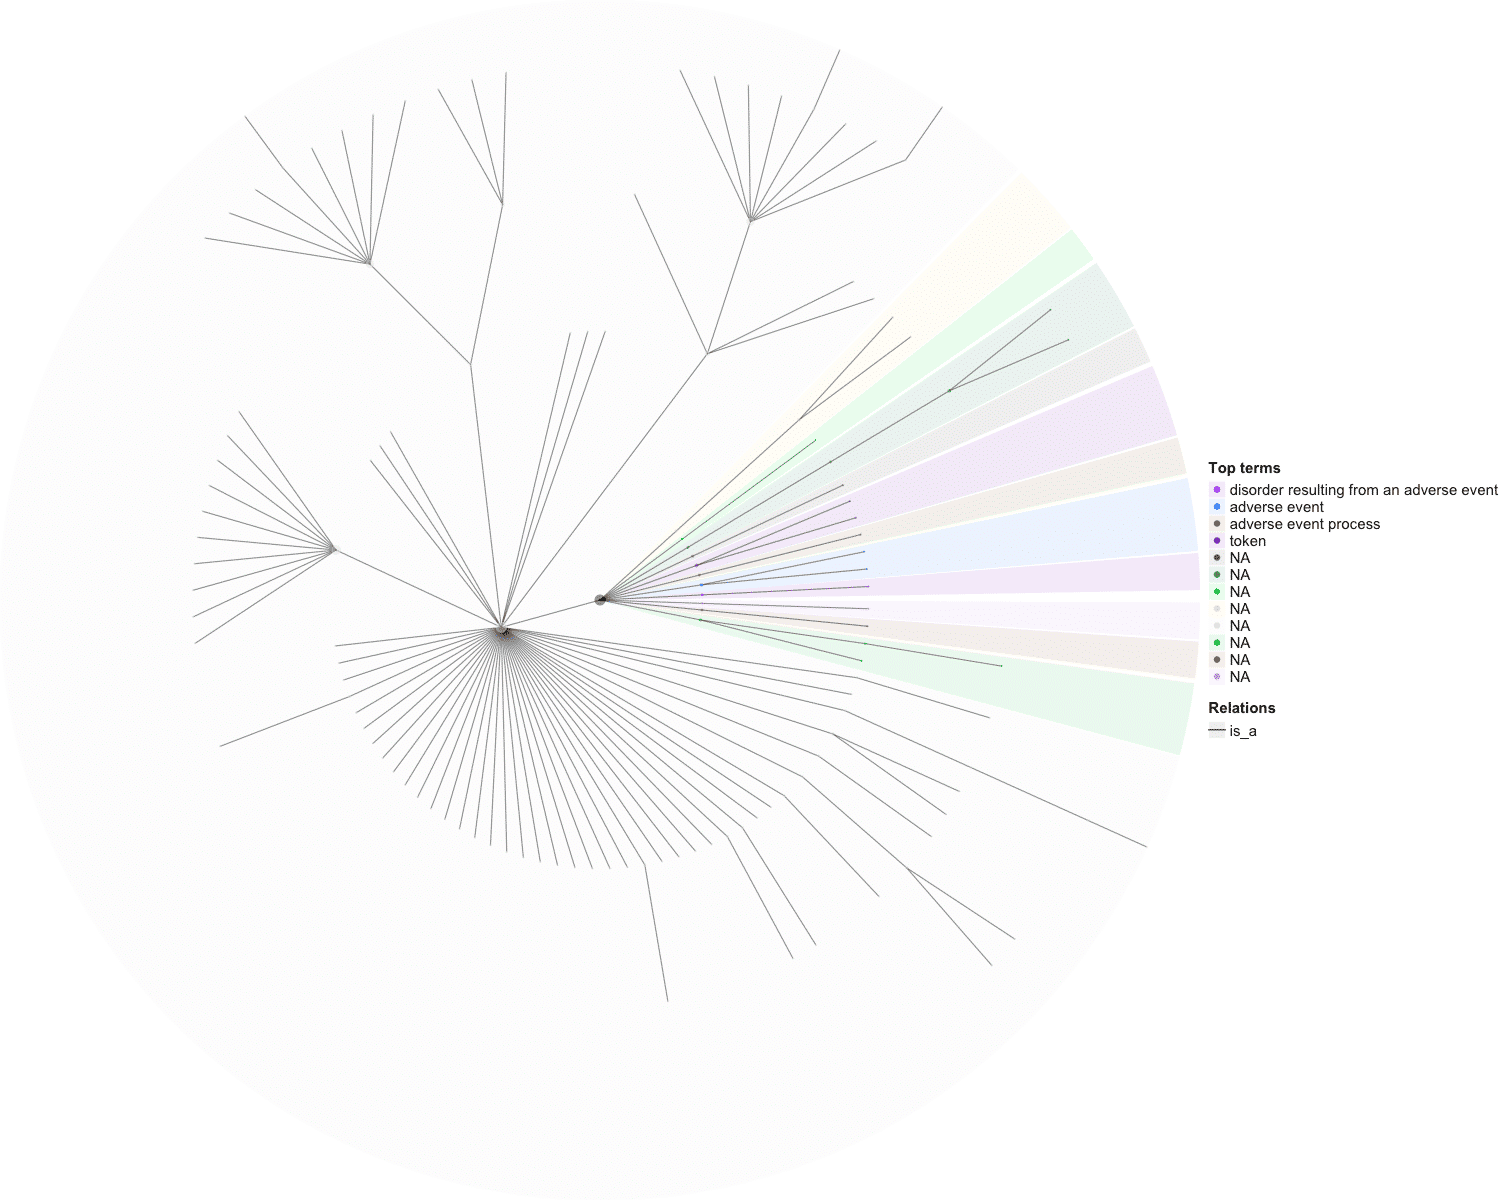 Top terms
disorder resulting from an adverse event
adverse event
adverse event process
token
NA
NA
NA
NA
NA
NA
NA
NA
Relations
is_a